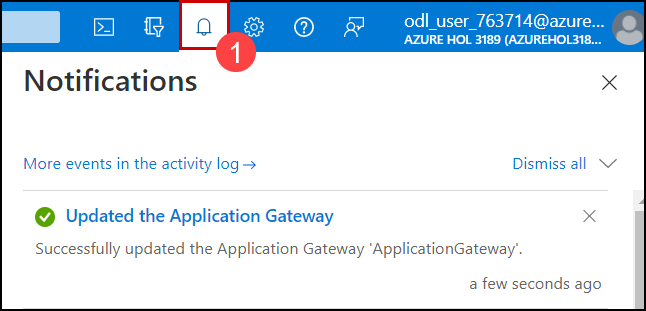 odl_user_763714@azure...
AZURE HOL 3189 (AZUREHOL318...
1
Notifications
More events in the activity log →
Dismiss all
Updated the Application Gateway
Successfully updated the Application Gateway 'ApplicationGateway'.
a few seconds ago